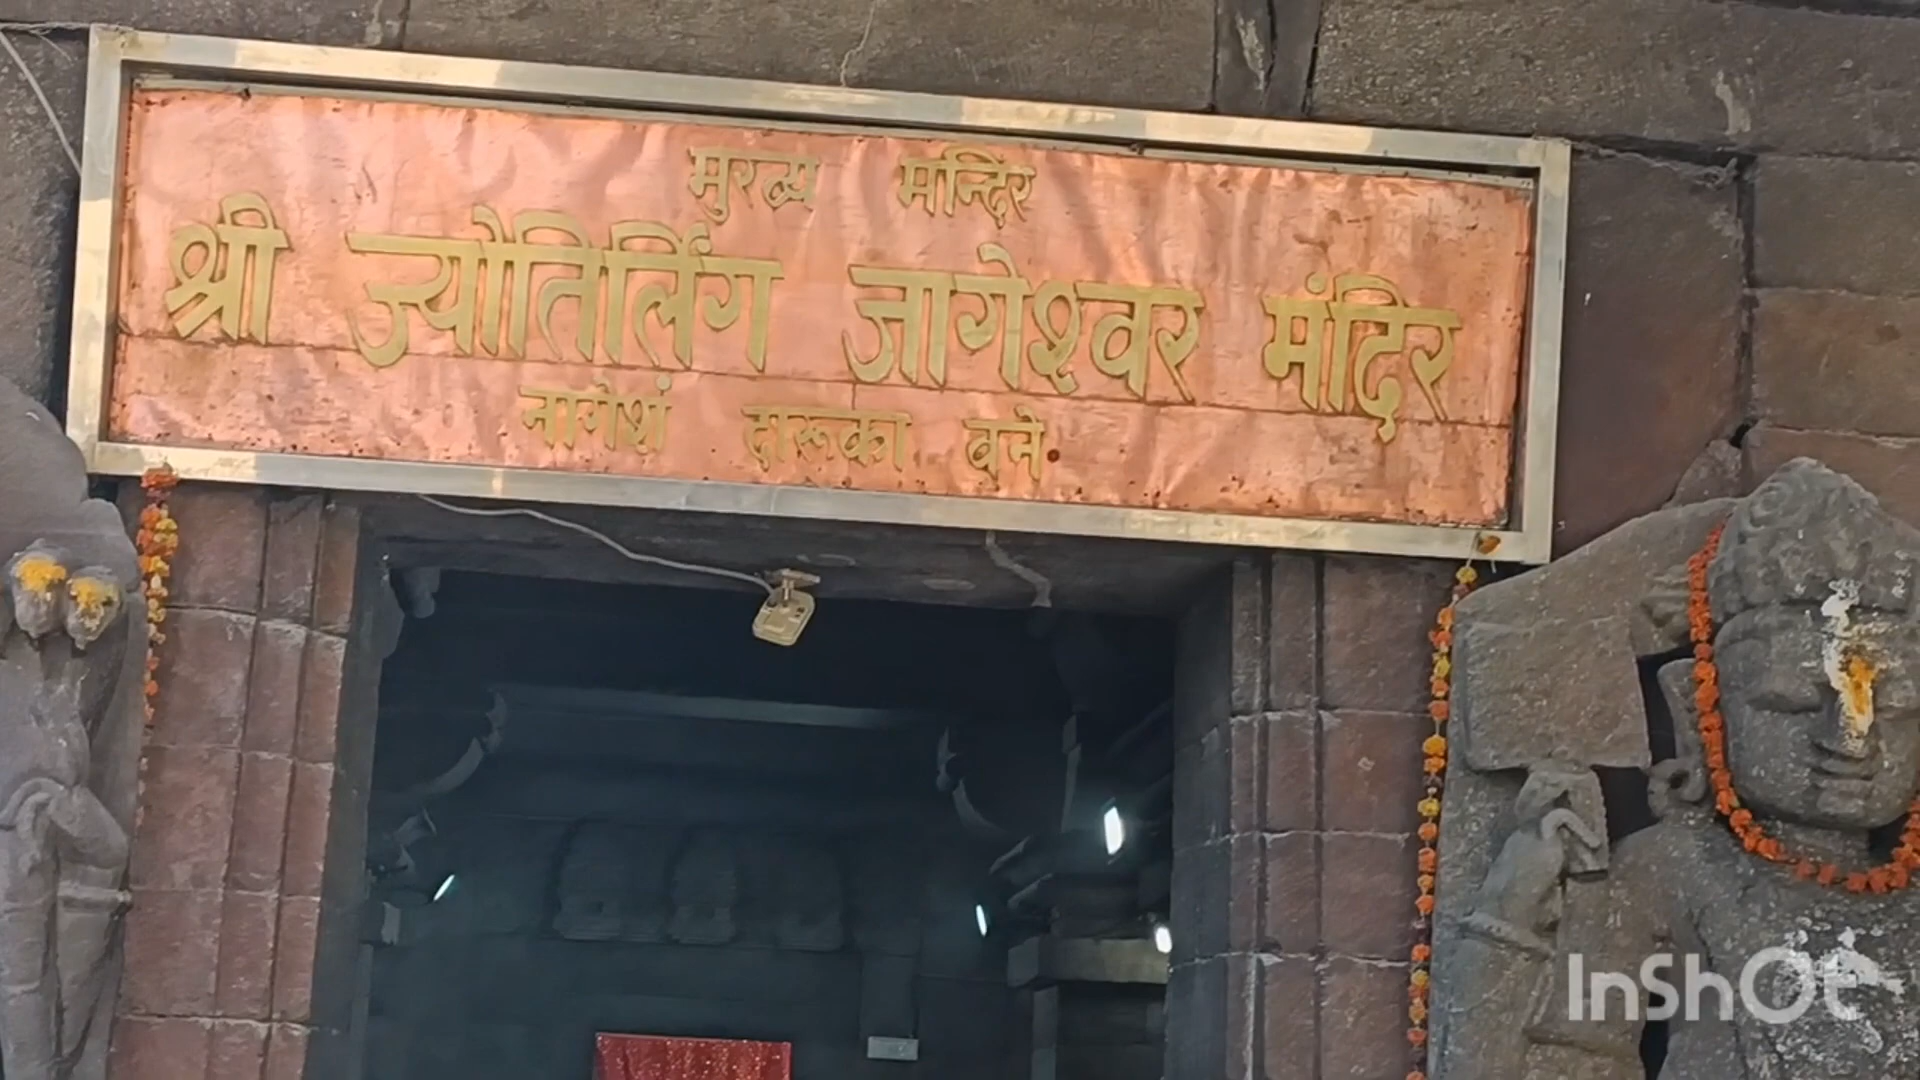 मुख्य मन्दिर
श्री ज्योतिर्लिंग जागेश्वर मंदिर
नागेशं दारूका वने.
InShOt